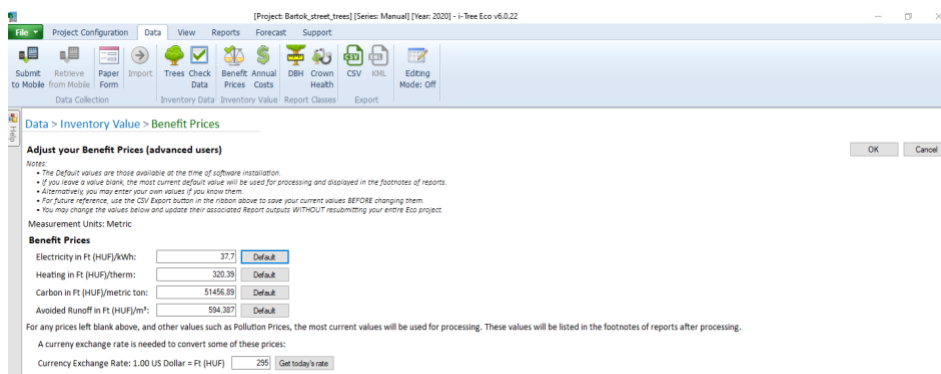 [Project: Bartok_street_trees] [Series: Manual] [Year: 2020] - i-Tree Eco v6.0.22
File Project Configuration Data View Reports Forecast Support
Submit to Mobile
Retrieve from Mobile
Paper Form
Import
Trees
Check Data
Benefit Prices
Annual Costs
DBH
Crown Health
CSV
KML
Editing Mode: Off
Data Collection Inventory Data Inventory Value Report Classes Export
Help
Data > Inventory Value > Benefit Prices
Adjust your Benefit Prices (advanced users)
OK Cancel
Notes:
• The Default values are those available at the time of software installation.
• If you leave a value blank, the most current default value will be used for processing and displayed in the footnotes of reports.
• Alternatively, you may enter your own values if you know them.
• For future reference, use the CSV Export button in the ribbon above to save your current values BEFORE changing them.
• You may change the values below and update their associated Report outputs WITHOUT resubmitting your entire Eco project.
Measurement Units: Metric
Benefit Prices
Electricity in Ft (HUF)/kWh: 37,7 Default
Heating in Ft (HUF)/therm: 320,39 Default
Carbon in Ft (HUF)/metric ton: 51456,89 Default
Avoided Runoff in Ft (HUF)/m³: 594,387 Default
For any prices left blank above, and other values such as Pollution Prices, the most current values will be used for processing. These values will be listed in the footnotes of reports after processing.
A curreny exchange rate is needed to convert some of these prices:
Currency Exchange Rate: 1.00 US Dollar = Ft (HUF) 295 Get today's rate